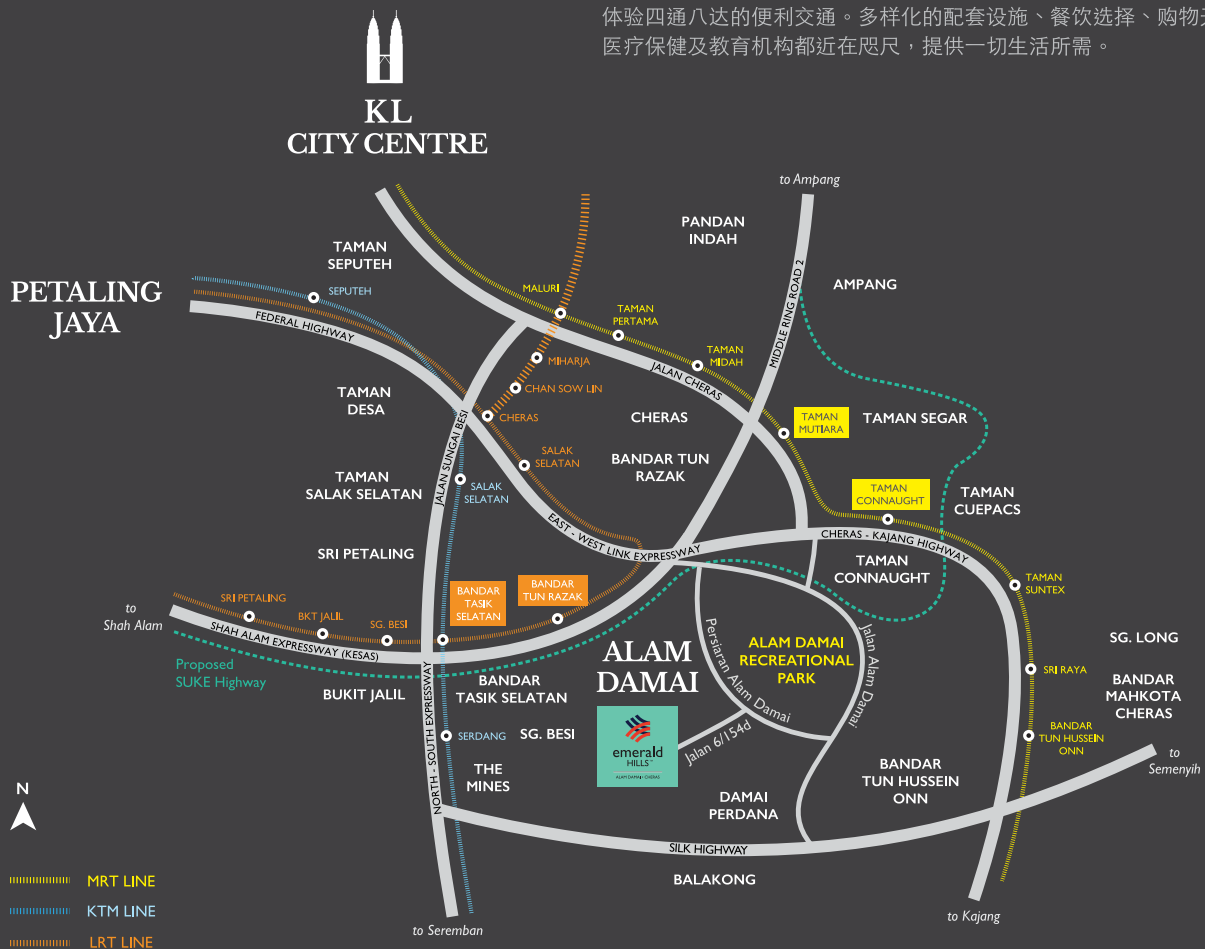 体验四通八达的便利交通。多样化的配套设施、餐饮选择、购物
医疗保健及教育机构都近在咫尺，提供一切生活所需。
KL
CITY CENTRE
to Ampang
PANDAN
INDAH
TAMAN
SEPUTEH
PETALING
JAYA
SEPUTEH
MALURI
AMPANG
TAMAN
PERTAMA
FEDERAL HIGHWAY
MIDDLE RING ROAD 2
TAMAN
MIDAH
MIHARJA
JALAN CHERAS
CHAN SOW LIN
TAMAN
DESA
CHERAS
CHERAS
TAMAN
MUTIARA
TAMAN SEGAR
JALAN SUNGAI BESI
SALAK
SELATAN
BANDAR TUN
RAZAK
TAMAN
SALAK SELATAN
SALAK
SELATAN
TAMAN
CONNAUGHT
TAMAN
CUEPACS
EAST - WEST LINK EXPRESSWAY
CHERAS - KAJANG HIGHWAY
SRI PETALING
TAMAN
CONNAUGHT
BANDAR
TASIK
SELATAN
BANDAR
TUN RAZAK
TAMAN
SUNTEX
to
Shah Alam
SRI PETALING
BKT JALIL
SG. BESI
SHAH ALAM EXPRESSWAY (KESAS)
Persiaran Alam Damai
Jalan Alam Damai
ALAM DAMAI
RECREATIONAL
PARK
SG. LONG
ALAM
DAMAI
Proposed
SUKE Highway
SRI RAYA
BUKIT JALIL
BANDAR
TASIK SELATAN
BANDAR
MAHKOTA
CHERAS
NORTH - SOUTH EXPRESSWAY
SERDANG
SG. BESI
emerald
HILLS™
ALAM DAMAI • CHERAS
Jalan 6/154d
BANDAR
TUN HUSSEIN
ONN
to
Semenyih
THE
MINES
BANDAR
TUN HUSSEIN
ONN
N
DAMAI
PERDANA
SILK HIGHWAY
BALAKONG
MRT LINE
KTM LINE
LRT LINE
to Seremban
to Kajang